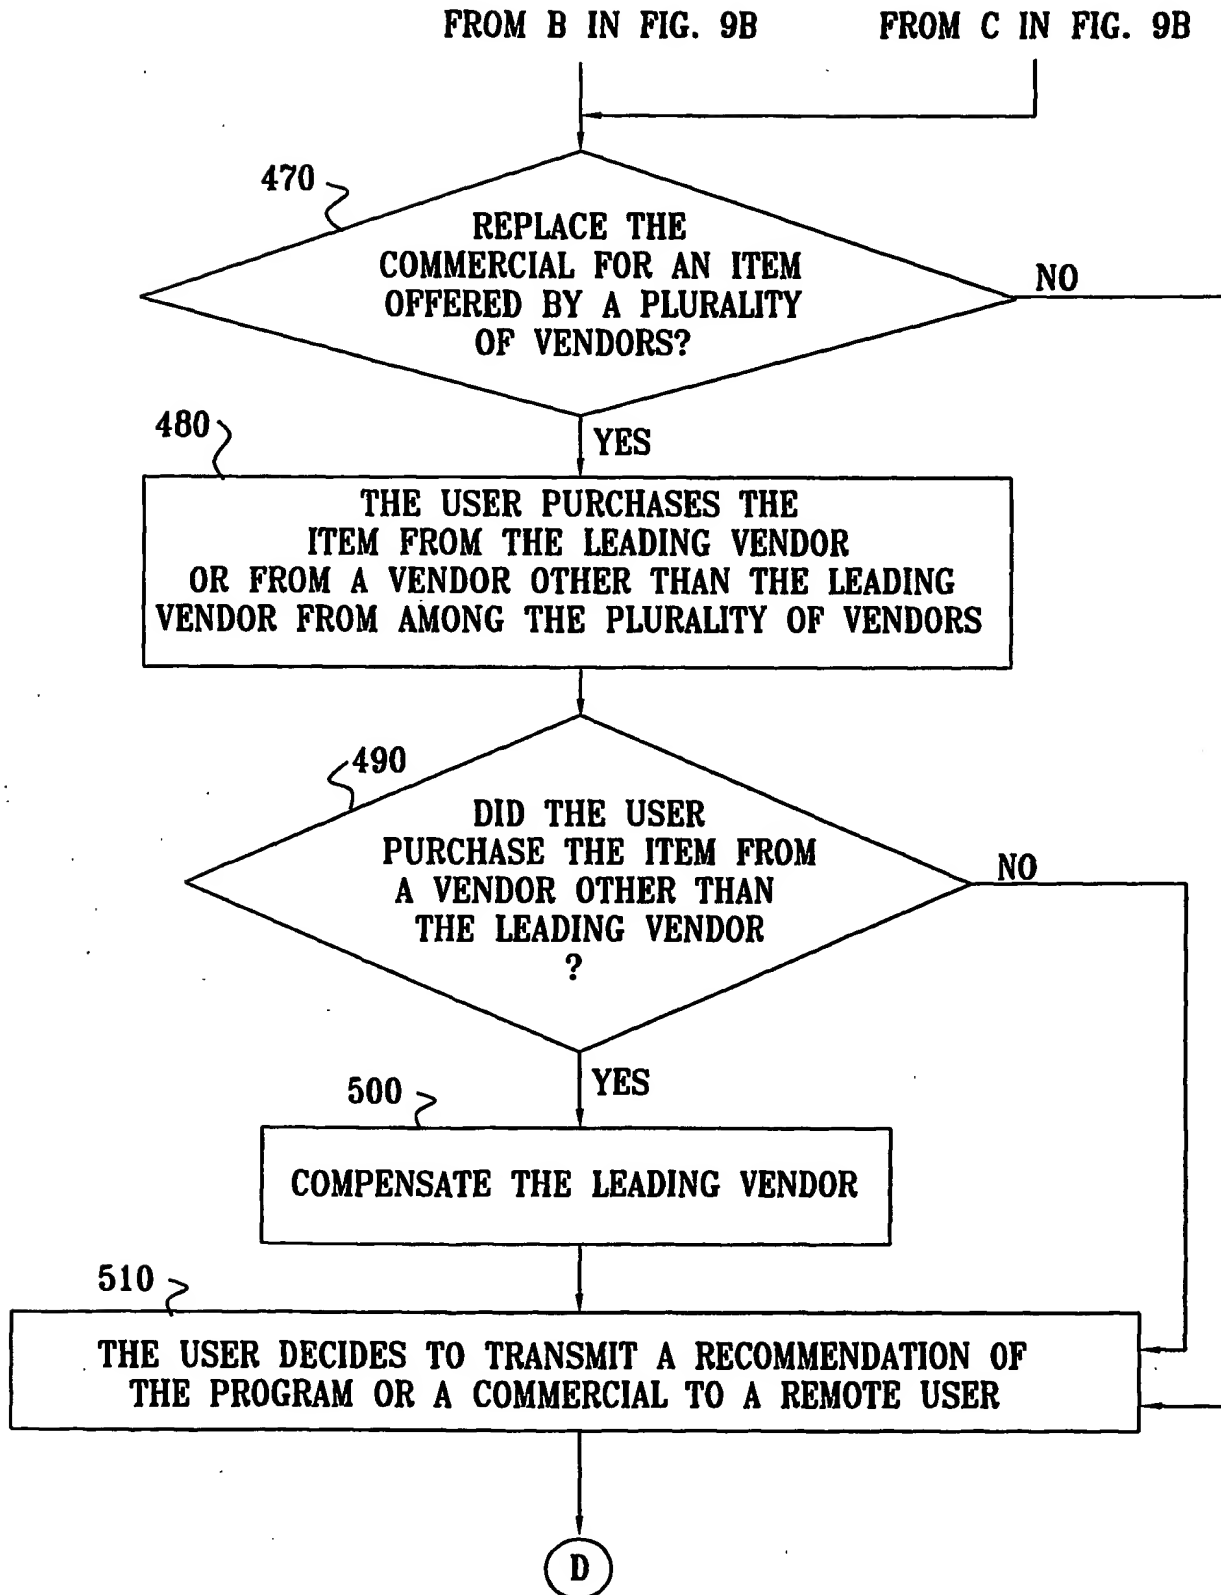 FROM B IN FIG. 9B
FROM C IN FIG. 9B
470
REPLACE THE
COMMERCIAL FOR AN ITEM
OFFERED BY A PLURALITY
OF VENDORS?
NO
YES
480
THE USER PURCHASES THE
ITEM FROM THE LEADING VENDOR
OR FROM A VENDOR OTHER THAN THE LEADING
VENDOR FROM AMONG THE PLURALITY OF VENDORS
490
DID THE USER
PURCHASE THE ITEM FROM
A VENDOR OTHER THAN
THE LEADING VENDOR
?
NO
YES
500
COMPENSATE THE LEADING VENDOR
510
THE USER DECIDES TO TRANSMIT A RECOMMENDATION OF
THE PROGRAM OR A COMMERCIAL TO A REMOTE USER
D